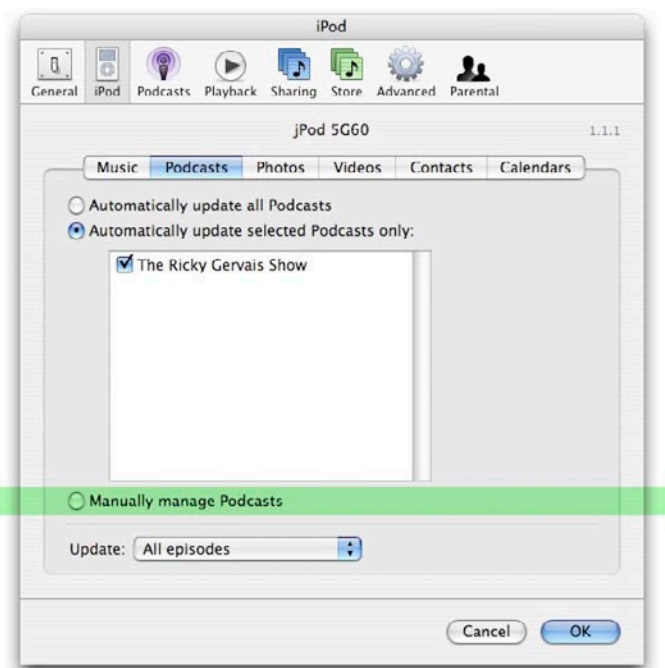 iPod
General iPod Podcasts Playback Sharing Store Advanced Parental
jPod 5G60 1.1.1
Music Podcasts Photos Videos Contacts Calendars
Automatically update all Podcasts
Automatically update selected Podcasts only:
The Ricky Gervais Show
Manually manage Podcasts
Update: All episodes
Cancel OK